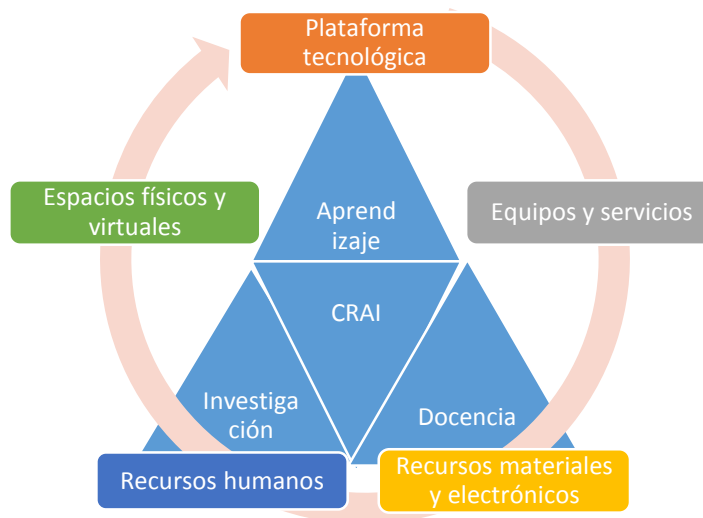 Plataforma
tecnológica
Espacios físicos y
virtuales
Equipos y servicios
Aprend
izaje
CRAI
Investiga
ción
Docencia
Recursos humanos
Recursos materiales
y electrónicos